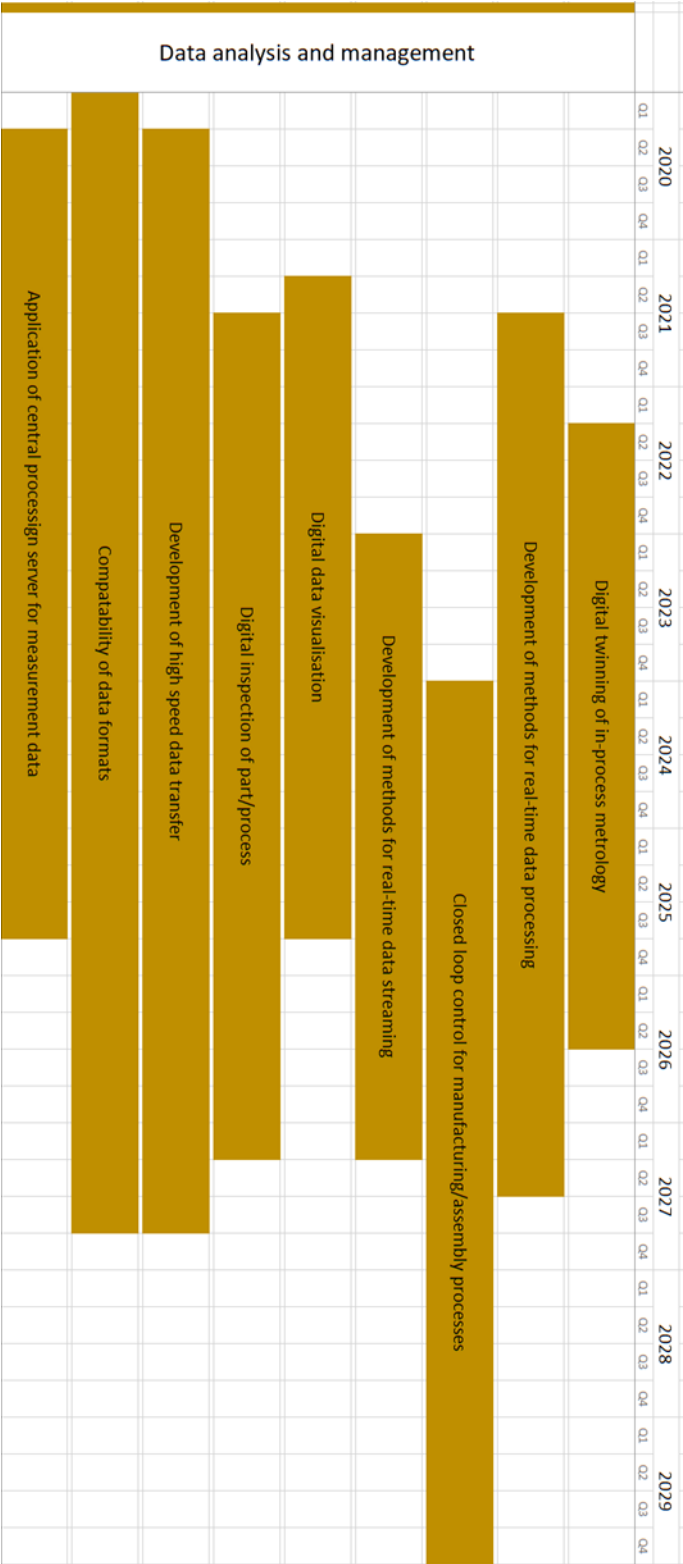 Data analysis and management
2020
2021
2022
2023
2024
2025
2026
2027
2028
2029
Q1 Q2 Q3 Q4 Q1 Q2 Q3 Q4 Q1 Q2 Q3 Q4 Q1 Q2 Q3 Q4 Q1 Q2 Q3 Q4 Q1 Q2 Q3 Q4 Q1 Q2 Q3 Q4 Q1 Q2 Q3 Q4 Q1 Q2 Q3 Q4 Q1 Q2 Q3 Q4
Digital twinning of in-process metrology
Development of methods for real-time data processing
Closed loop control for manufacturing/assembly processes
Development of methods for real-time data streaming
Digital data visualisation
Digital inspection of part/process
Development of high speed data transfer
Compatability of data formats
Application of central processign server for measurement data